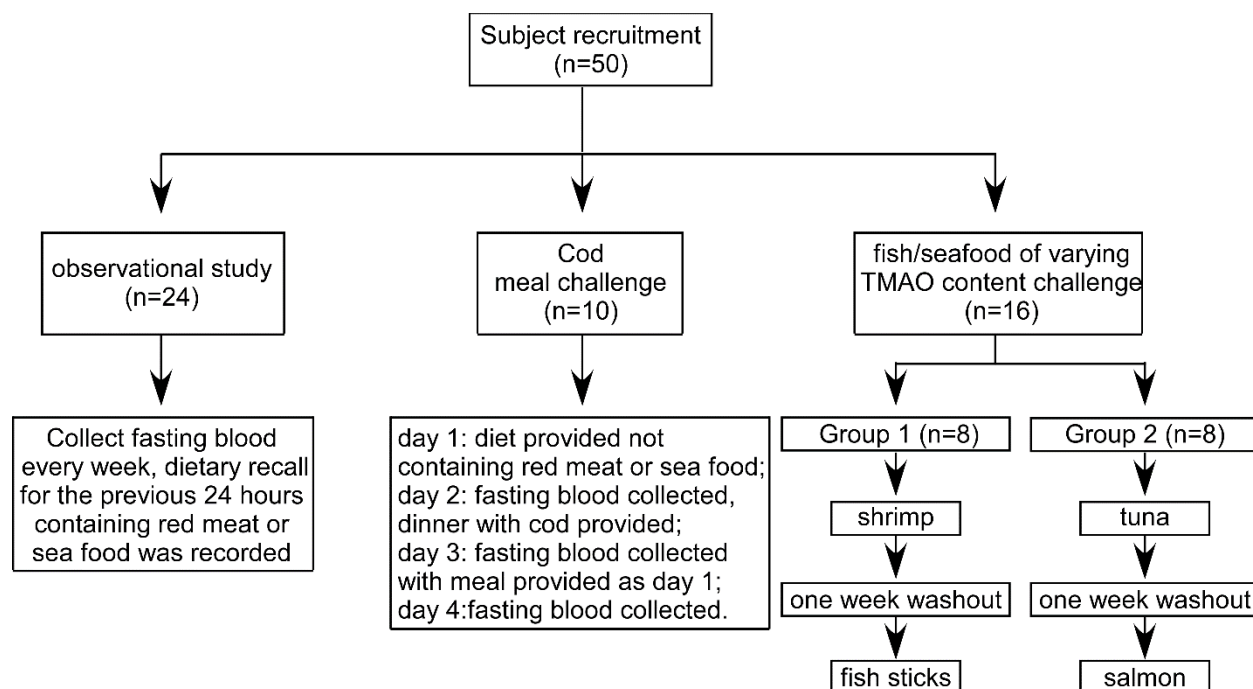 Subject recruitment
(n=50)
observational study
(n=24)
Cod
meal challenge
(n=10)
fish/seafood of varying
TMAO content challenge
(n=16)
Collect fasting blood
every week, dietary recall
for the previous 24 hours
containing red meat or
sea food was recorded
day 1: diet provided not
containing red meat or sea food;
day 2: fasting blood collected,
dinner with cod provided;
day 3: fasting blood collected
with meal provided as day 1;
day 4:fasting blood collected.
Group 1 (n=8)
shrimp
one week washout
fish sticks
Group 2 (n=8)
tuna
one week washout
salmon